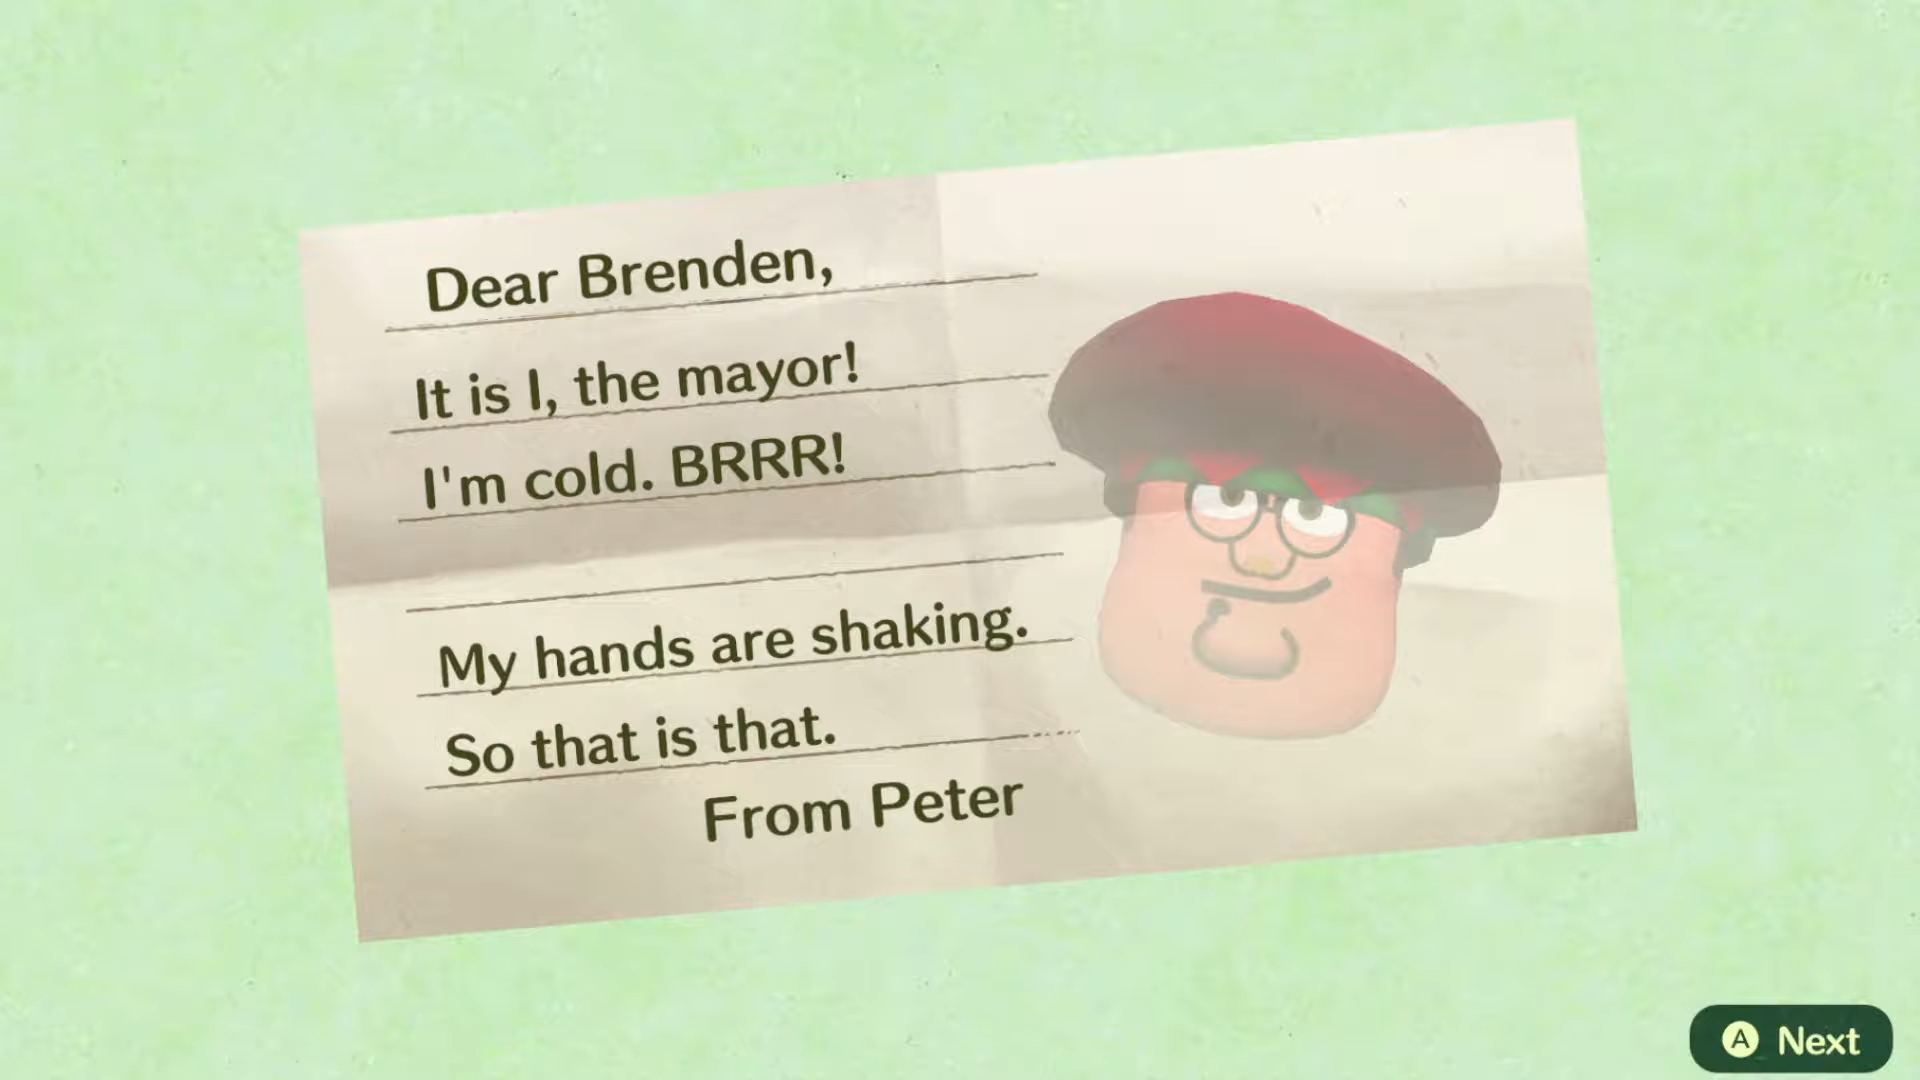 Dear Brenden,
It is I, the mayor!
I'm cold. BRRR!
My hands are shaking.
So that is that.
From Peter
A Next